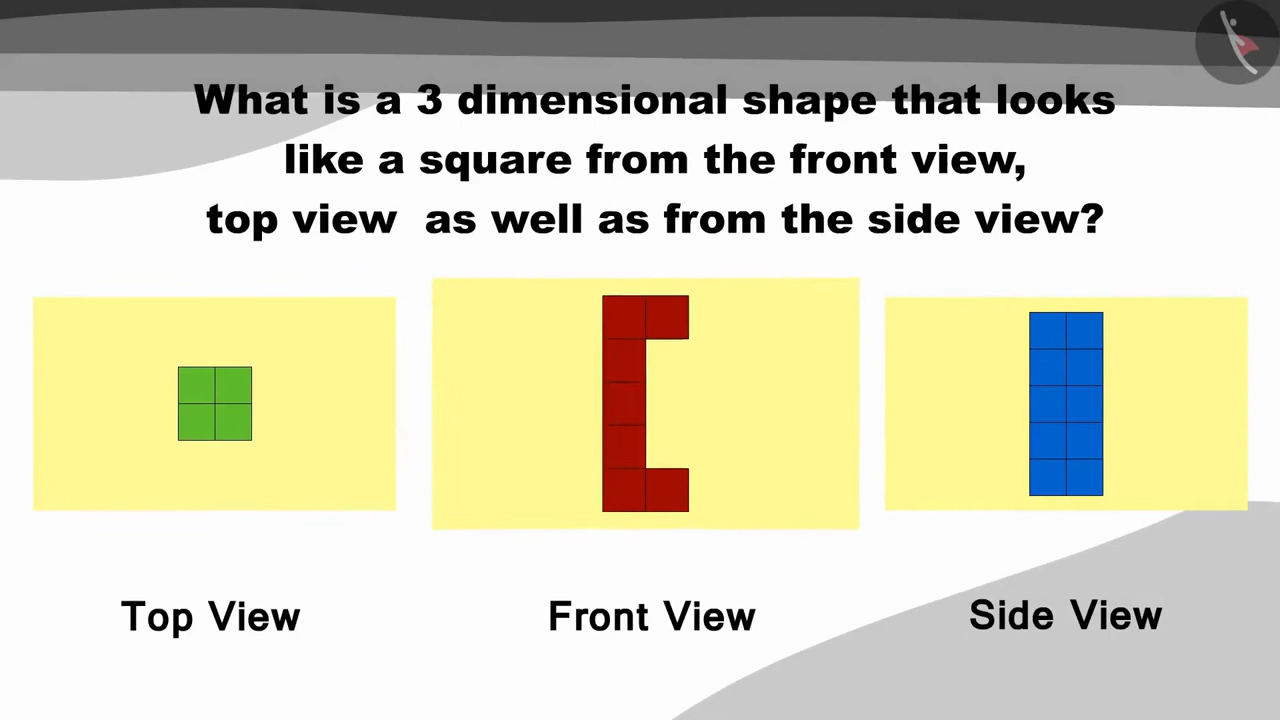 What is a 3 dimensional shape that looks
like a square from the front view,
top view as well as from the side view?
Top View
Front View
Side View